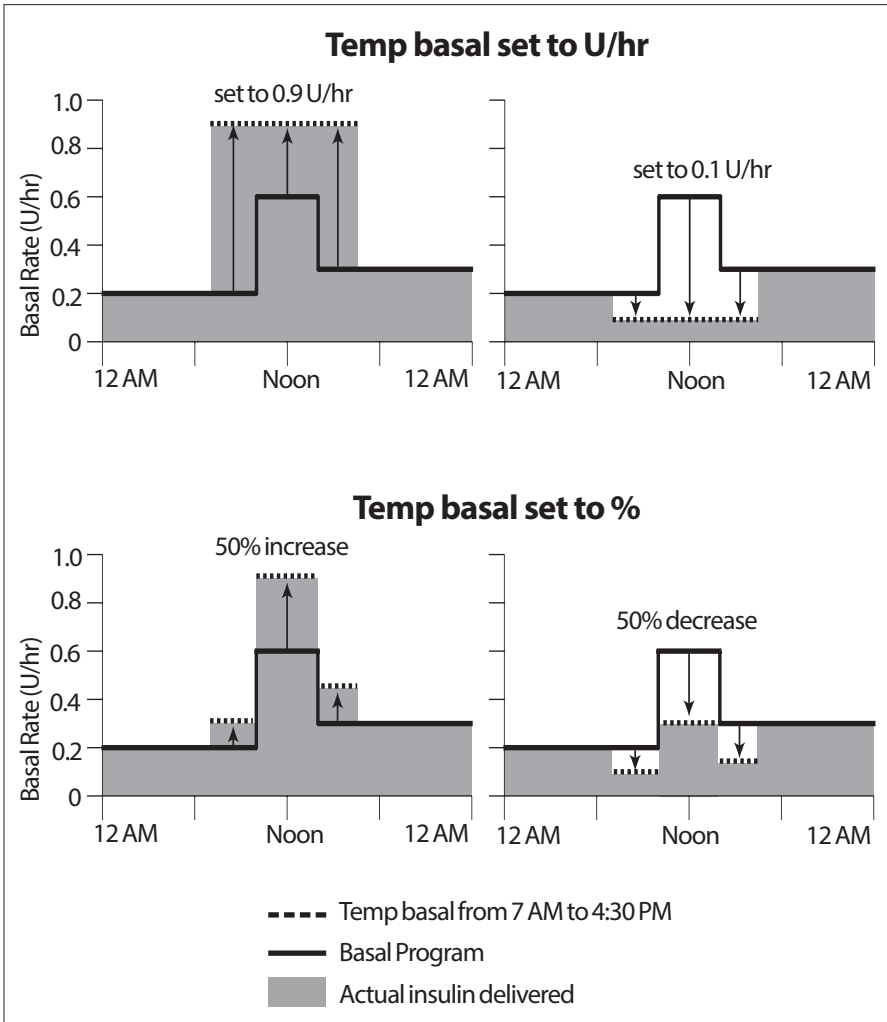 Temp basal set to U/hr
set to 0.9 U/hr
set to 0.1 U/hr
Basal Rate (U/hr)
1.0
0.8
0.6
0.4
0.2
0
12 AM Noon 12 AM
12 AM Noon 12 AM
Temp basal set to %
50% increase
50% decrease
Basal Rate (U/hr)
1.0
0.8
0.6
0.4
0.2
0
12 AM Noon 12 AM
12 AM Noon 12 AM
Temp basal from 7 AM to 4:30 PM
Basal Program
Actual insulin delivered